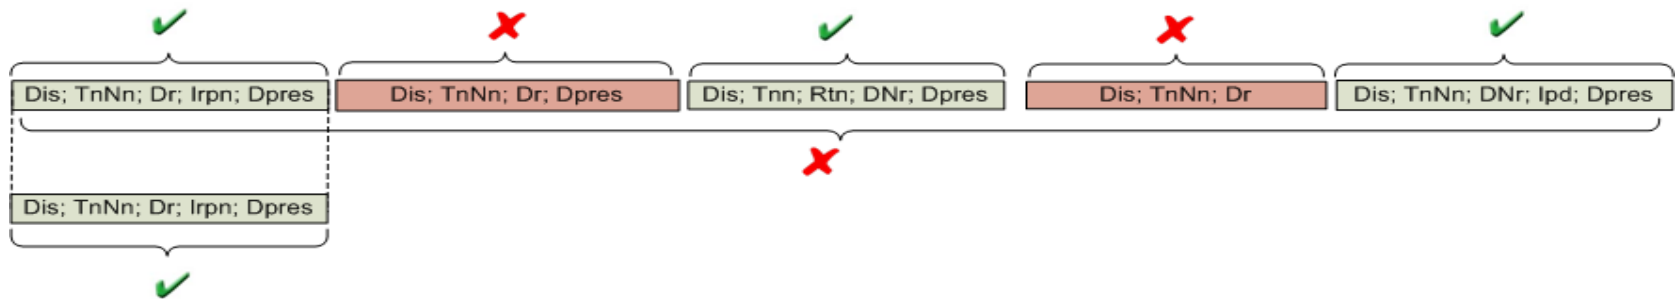 Dis; TnNn; Dr; Irpn; Dpres
Dis; TnNn; Dr; Dpres
Dis; Tnn; Rtn; DNr; Dpres
Dis; TnNn; Dr
Dis; TnNn; DNr; Ipd; Dpres
Dis; TnNn; Dr; Irpn; Dpres